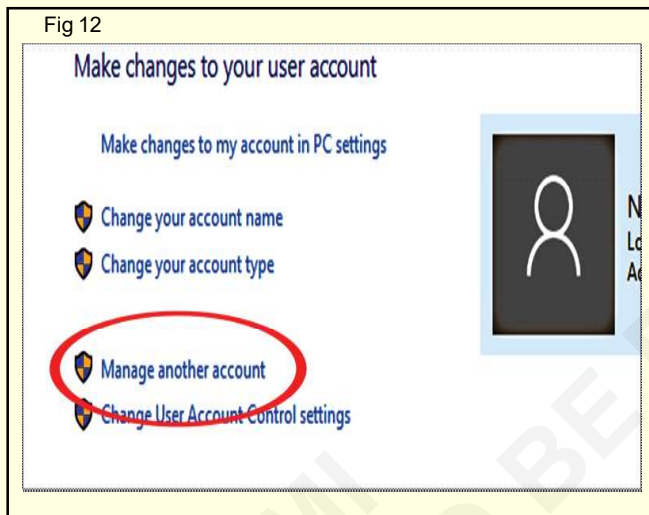 Fig 12
Make changes to your user account
Make changes to my account in PC settings
Change your account name
Change your account type
Manage another account
Change User Account Control settings